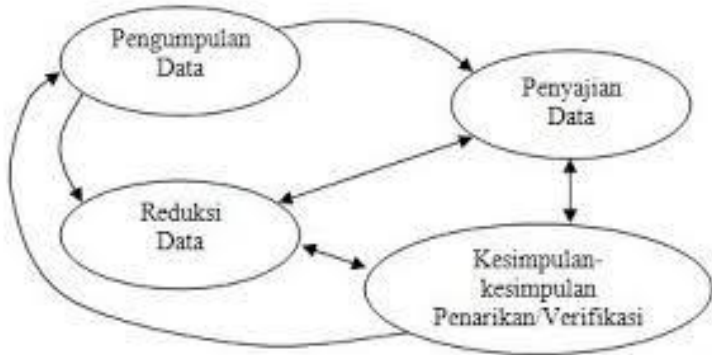 Pengumpulan
Data
Penyajian
Data
Reduksi
Data
Kesimpulan-
kesimpulan
Penarikan/Verifikasi